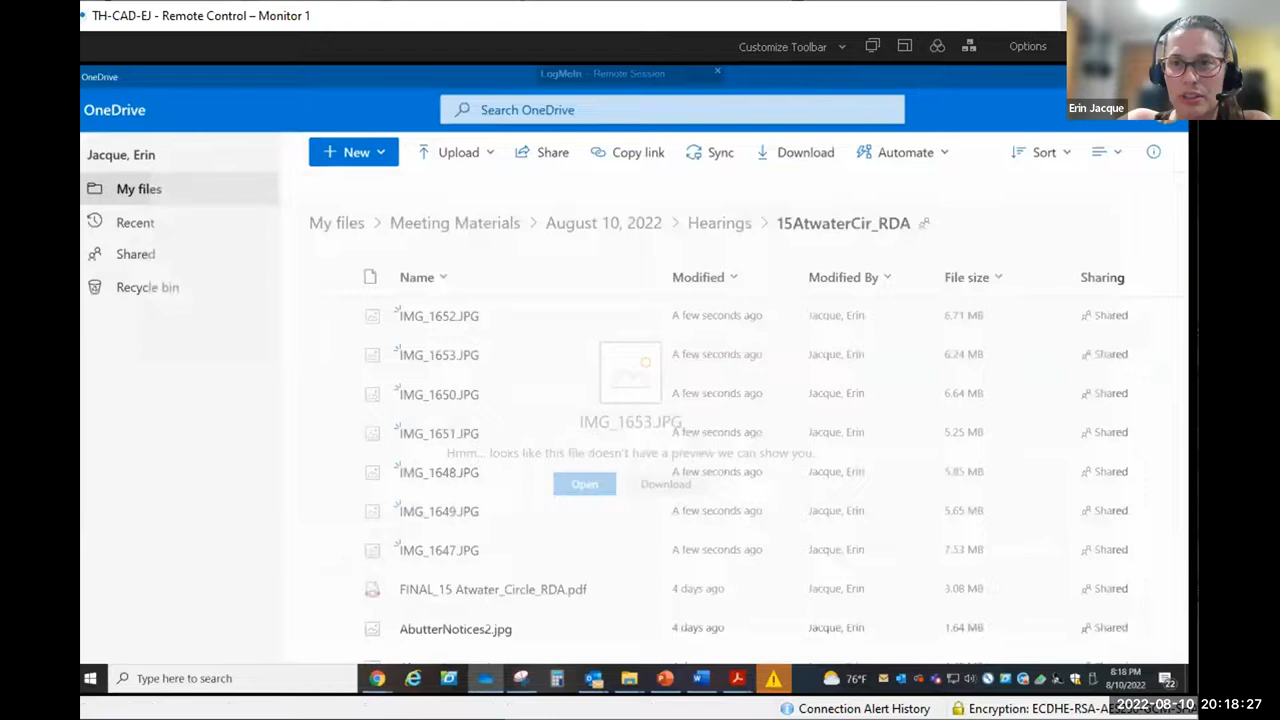 TH-CAD-EJ - Remote Control – Monitor 1
Customize Toolbar
Options
Erin Jacque
OneDrive
LogMeIn - Remote Session
OneDrive
Search OneDrive
Jacque, Erin
New
Upload
Share
Copy link
Sync
Download
Automate
Sort
My files
Recent
Shared
Recycle bin
My files > Meeting Materials > August 10, 2022 > Hearings > 15AtwaterCir_RDA
Name Modified Modified By File size Sharing
IMG_1652.JPG A few seconds ago Jacque, Erin 6.71 MB Shared
IMG_1653.JPG A few seconds ago Jacque, Erin 6.24 MB Shared
IMG_1650.JPG A few seconds ago Jacque, Erin 6.64 MB Shared
IMG_1651.JPG A few seconds ago Jacque, Erin 5.25 MB Shared
IMG_1648.JPG A few seconds ago Jacque, Erin 5.85 MB Shared
IMG_1649.JPG A few seconds ago Jacque, Erin 5.65 MB Shared
IMG_1647.JPG A few seconds ago Jacque, Erin 7.53 MB Shared
FINAL_15 Atwater_Circle_RDA.pdf 4 days ago Jacque, Erin 3.08 MB Shared
AbutterNotices2.jpg 4 days ago Jacque, Erin 1.64 MB Shared
IMG_1653.JPG
Hmm... looks like this file doesn't have a preview we can show you.
Open
Download
Type here to search
76°F
8:18 PM
8/10/2022
22
Connection Alert History
Encryption: ECDHE-RSA-AES256-GCM-SHA
2022-08-10 20:18:27